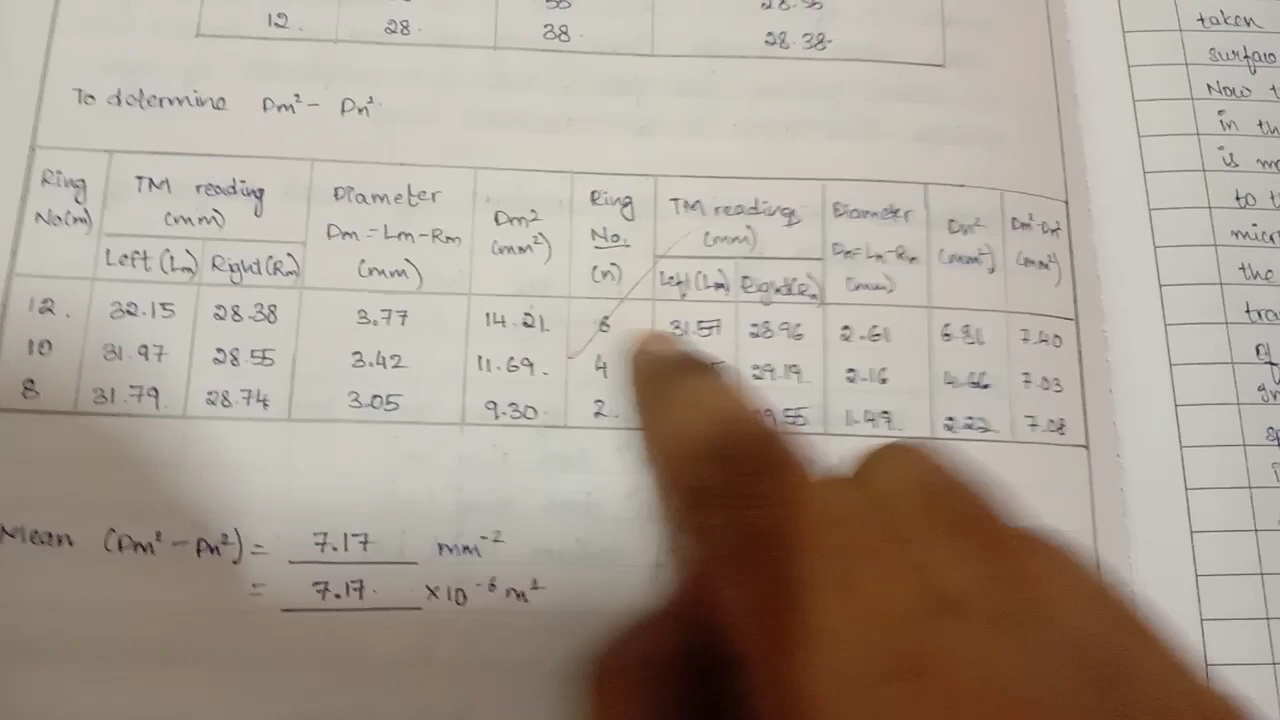 12. 28. 38. 28.38
To determine Dm² - Dn²
Ring No(m) TM reading (mm) Diameter Dm = Lm - Rm (mm) Dm² (mm²) Ring No. (n) TM reading (mm) Diameter (mm) Dn² (mm²) Dm²-Dn² (mm²)
Left (Lm) Right (Rm) Left (Lm)
12. 32.15 28.38 3.77 14.21 6 31.57 28.96 2.61 6.81 7.40
10 31.97 28.55 3.42 11.69. 4 29.19 2.16 4.66 7.03
8 31.79. 28.74 3.05 9.30. 2. 1.49 2.22 7.08
Mean (Dm² - Dn²) = 7.17 mm⁻²
= 7.17. ×10⁻⁶ m²
taken
surfac
Now t
in th
is m
to t
micr
the
tra
of